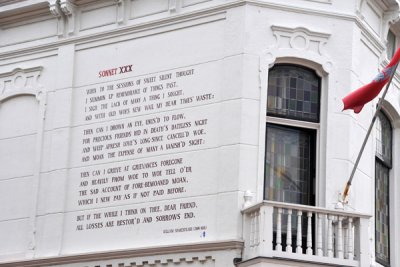 SONNET XXX
WHEN TO THE SESSIONS OF SWEET SILENT THOUGHT
I SUMMON UP REMEMBRANCE OF THINGS PAST,
I SIGH THE LACK OF MANY A THING I SOUGHT,
AND WITH OLD WOES NEW WAIL MY DEAR TIMES' WASTE:
THEN CAN I DROWN AN EYE, UNUS'D TO FLOW,
FOR PRECIOUS FRIENDS HID IN DEATH'S DATELESS NIGHT
AND WEEP AFRESH LOVE'S LONG-SINCE CANCELL'D WOE,
AND MOAN THE EXPENSE OF MANY A VANISH'D SIGHT:
THEN CAN I GRIEVE AT GRIEVANCES FOREGONE
AND HEAVILY FROM WOE TO WOE TELL O'ER
THE SAD ACCOUNT OF FORE-BEMOANED MOAN,
WHICH I NEW PAY AS IF NOT PAID BEFORE.
BUT IF THE WHILE I THINK ON THEE, DEAR FRIEND,
ALL LOSSES ARE RESTOR'D AND SORROWS END.
WILLIAM SHAKESPEARE